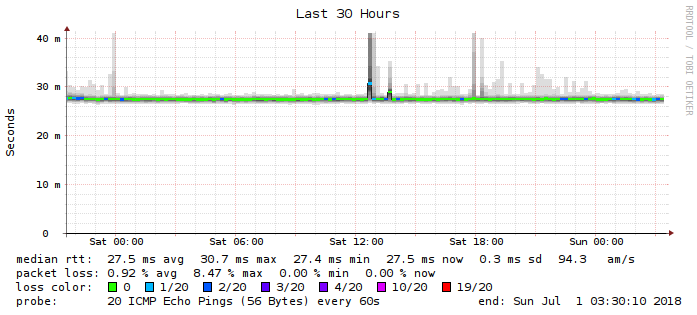 Last 30 Hours
RRDTOOL / TOBI OETIKER
Seconds
40 m
30 m
20 m
10 m
0
Sat 00:00 Sat 06:00 Sat 12:00 Sat 18:00 Sun 00:00
median rtt: 27.5 ms avg 30.7 ms max 27.4 ms min 27.5 ms now 0.3 ms sd 94.3 am/s
packet loss: 0.92 % avg 8.47 % max 0.00 % min 0.00 % now
loss color: 0 1/20 2/20 3/20 4/20 10/20 19/20
probe: 20 ICMP Echo Pings (56 Bytes) every 60s end: Sun Jul 1 03:30:10 2018